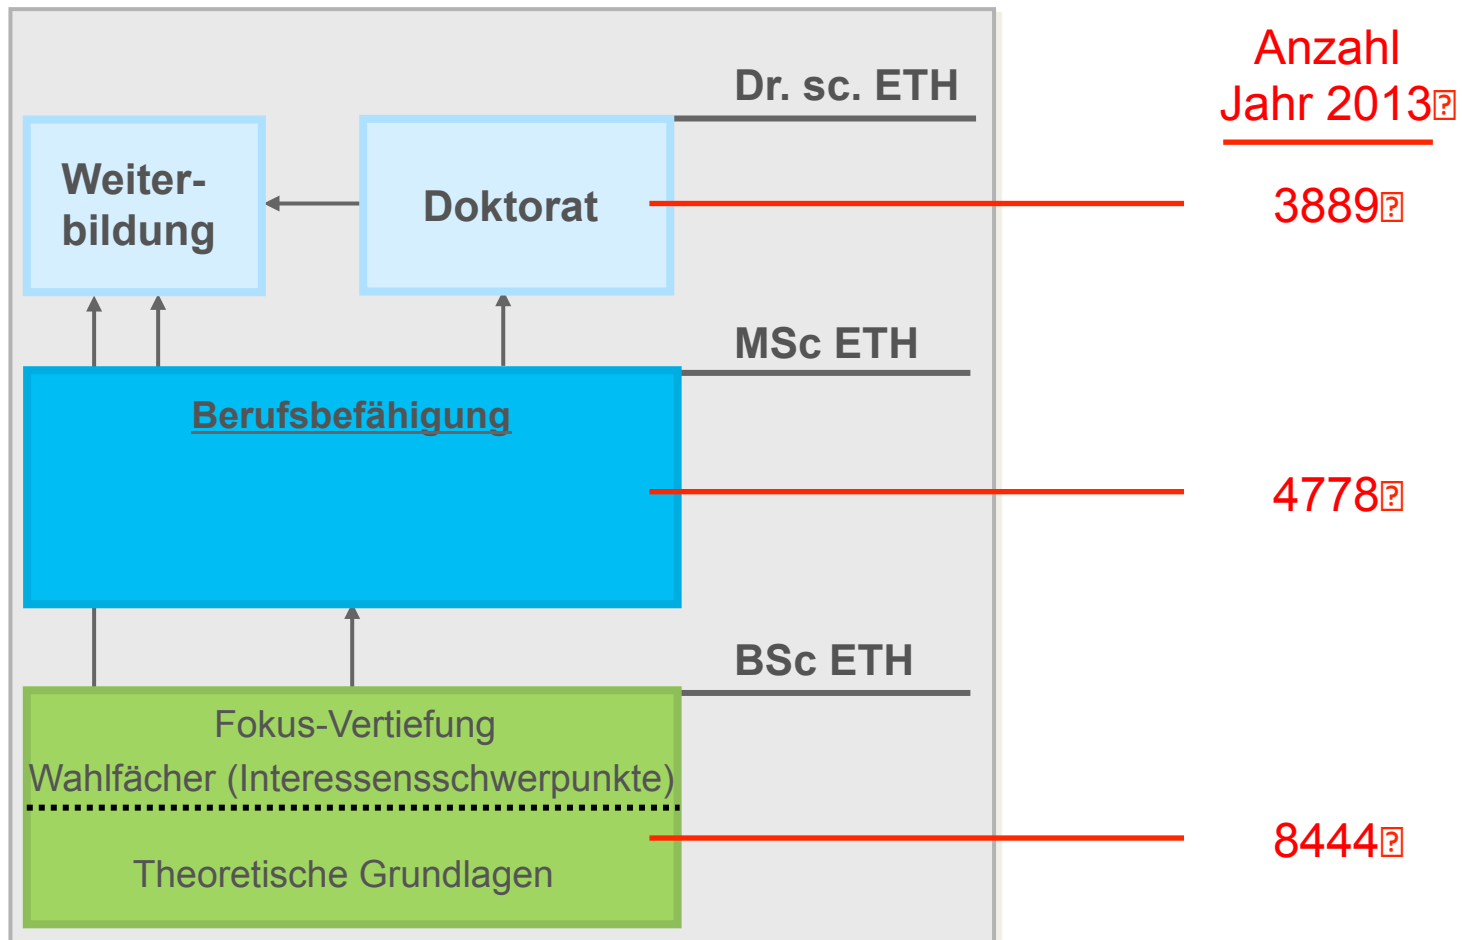 Anzahl
Jahr 2013
Dr. sc. ETH
Weiter-
bildung
Doktorat
3889
MSc ETH
Berufsbefähigung
4778
BSc ETH
Fokus-Vertiefung
Wahlfächer (Interessensschwerpunkte)
Theoretische Grundlagen
8444